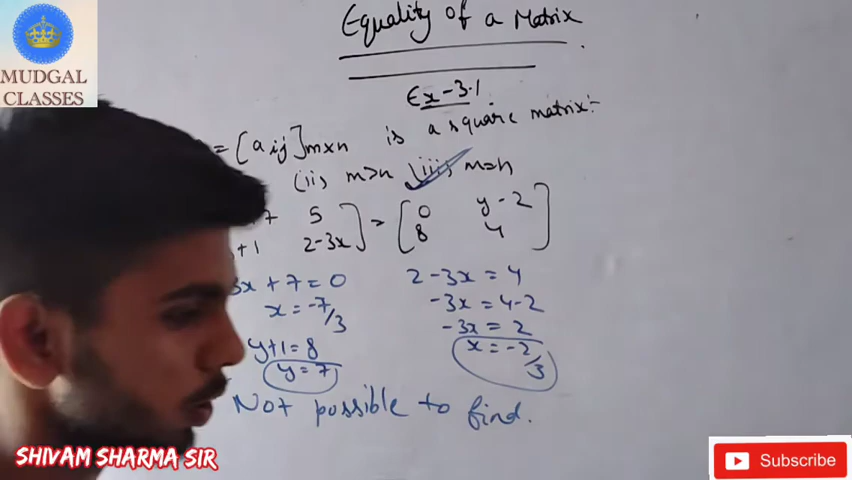 MUDGAL
CLASSES
Equality of a Matrix
Ex-3.1
= [aij]m×n is a square matrix:-
(ii) m>n (iii) m=n
7 5 ] = [ 0 y-2
+1 2-3x ] [ 8 4 ]
3x+7=0 2-3x=4
x=-7/3 -3x=4-2
-3x=2
y+1=8 x=-2/3
y=7
Not possible to find.
SHIVAM SHARMA SIR
Subscribe